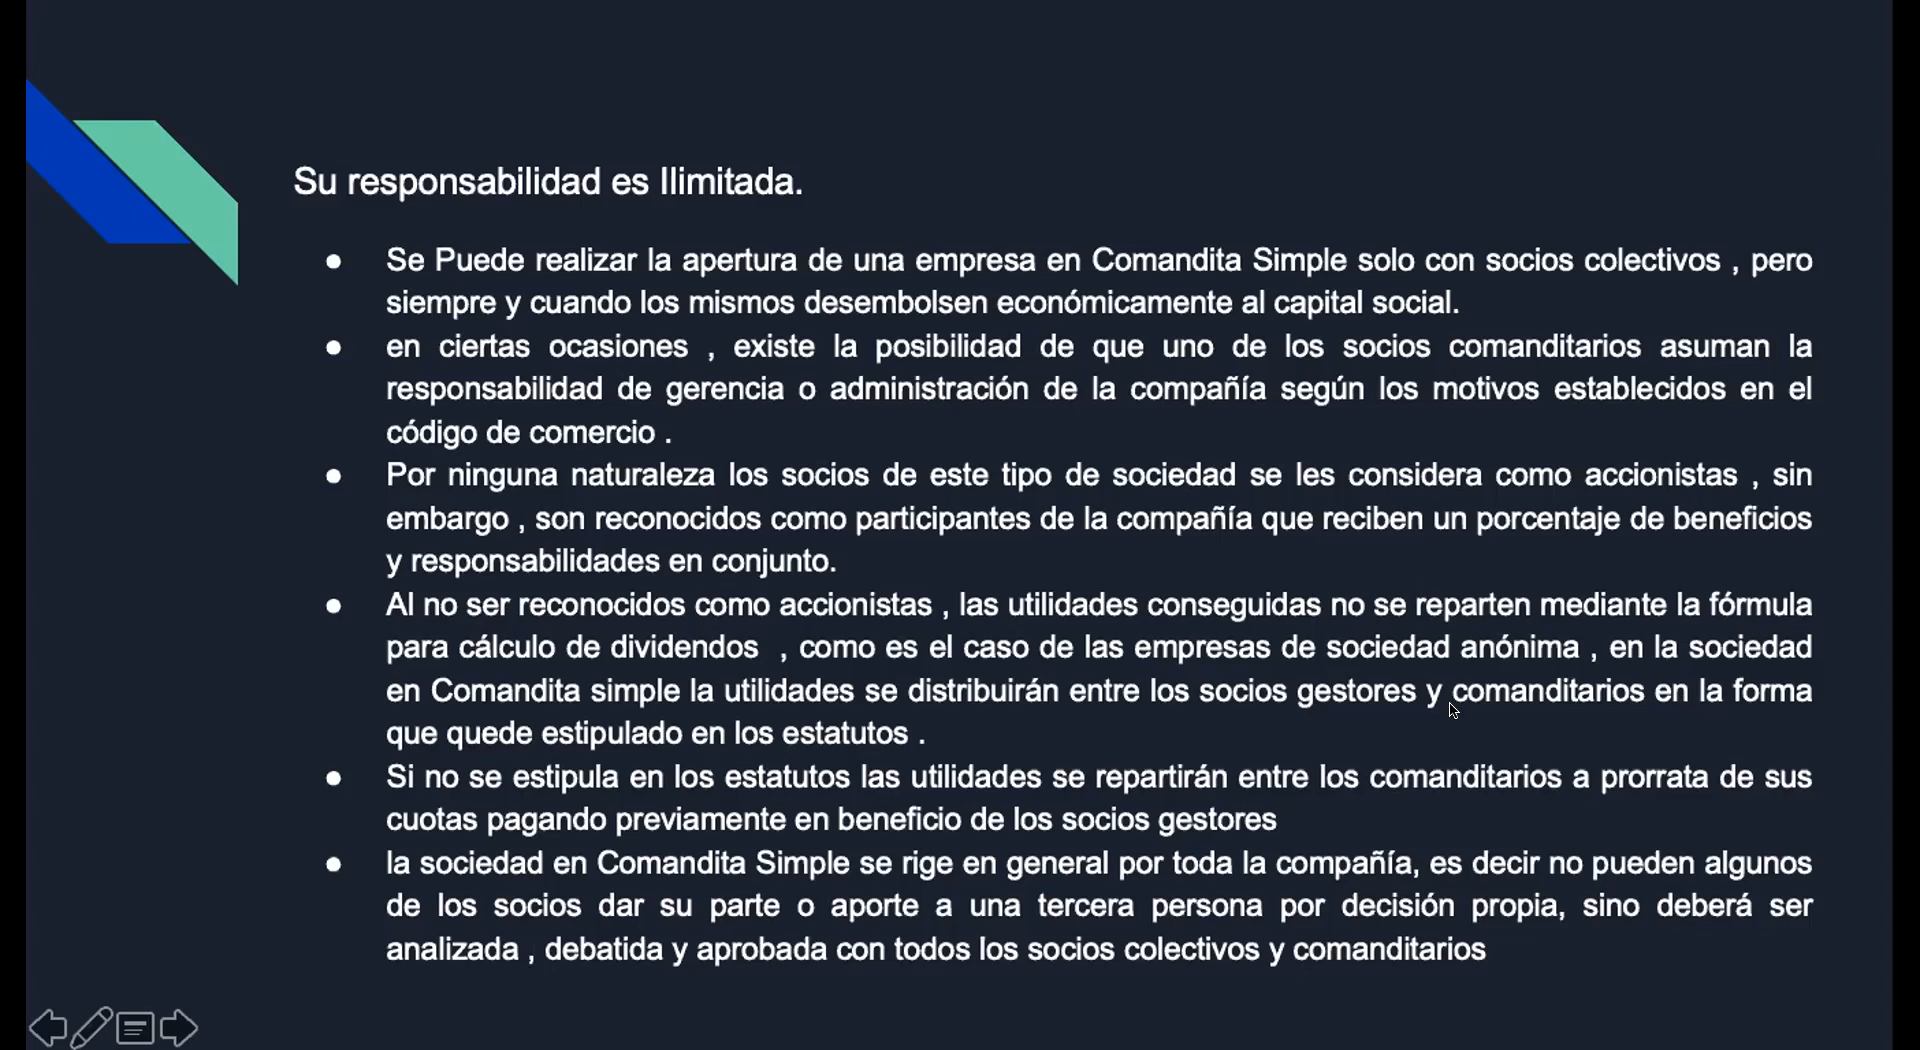 Su responsabilidad es Ilimitada.
● Se Puede realizar la apertura de una empresa en Comandita Simple solo con socios colectivos , pero
siempre y cuando los mismos desembolsen económicamente al capital social.
● en ciertas ocasiones , existe la posibilidad de que uno de los socios comanditarios asuman la
responsabilidad de gerencia o administración de la compañía según los motivos establecidos en el
código de comercio .
● Por ninguna naturaleza los socios de este tipo de sociedad se les considera como accionistas , sin
embargo , son reconocidos como participantes de la compañía que reciben un porcentaje de beneficios
y responsabilidades en conjunto.
● Al no ser reconocidos como accionistas , las utilidades conseguidas no se reparten mediante la fórmula
para cálculo de dividendos , como es el caso de las empresas de sociedad anónima , en la sociedad
en Comandita simple la utilidades se distribuirán entre los socios gestores y comanditarios en la forma
que quede estipulado en los estatutos .
● Si no se estipula en los estatutos las utilidades se repartirán entre los comanditarios a prorrata de sus
cuotas pagando previamente en beneficio de los socios gestores
● la sociedad en Comandita Simple se rige en general por toda la compañía, es decir no pueden algunos
de los socios dar su parte o aporte a una tercera persona por decisión propia, sino deberá ser
analizada , debatida y aprobada con todos los socios colectivos y comanditarios